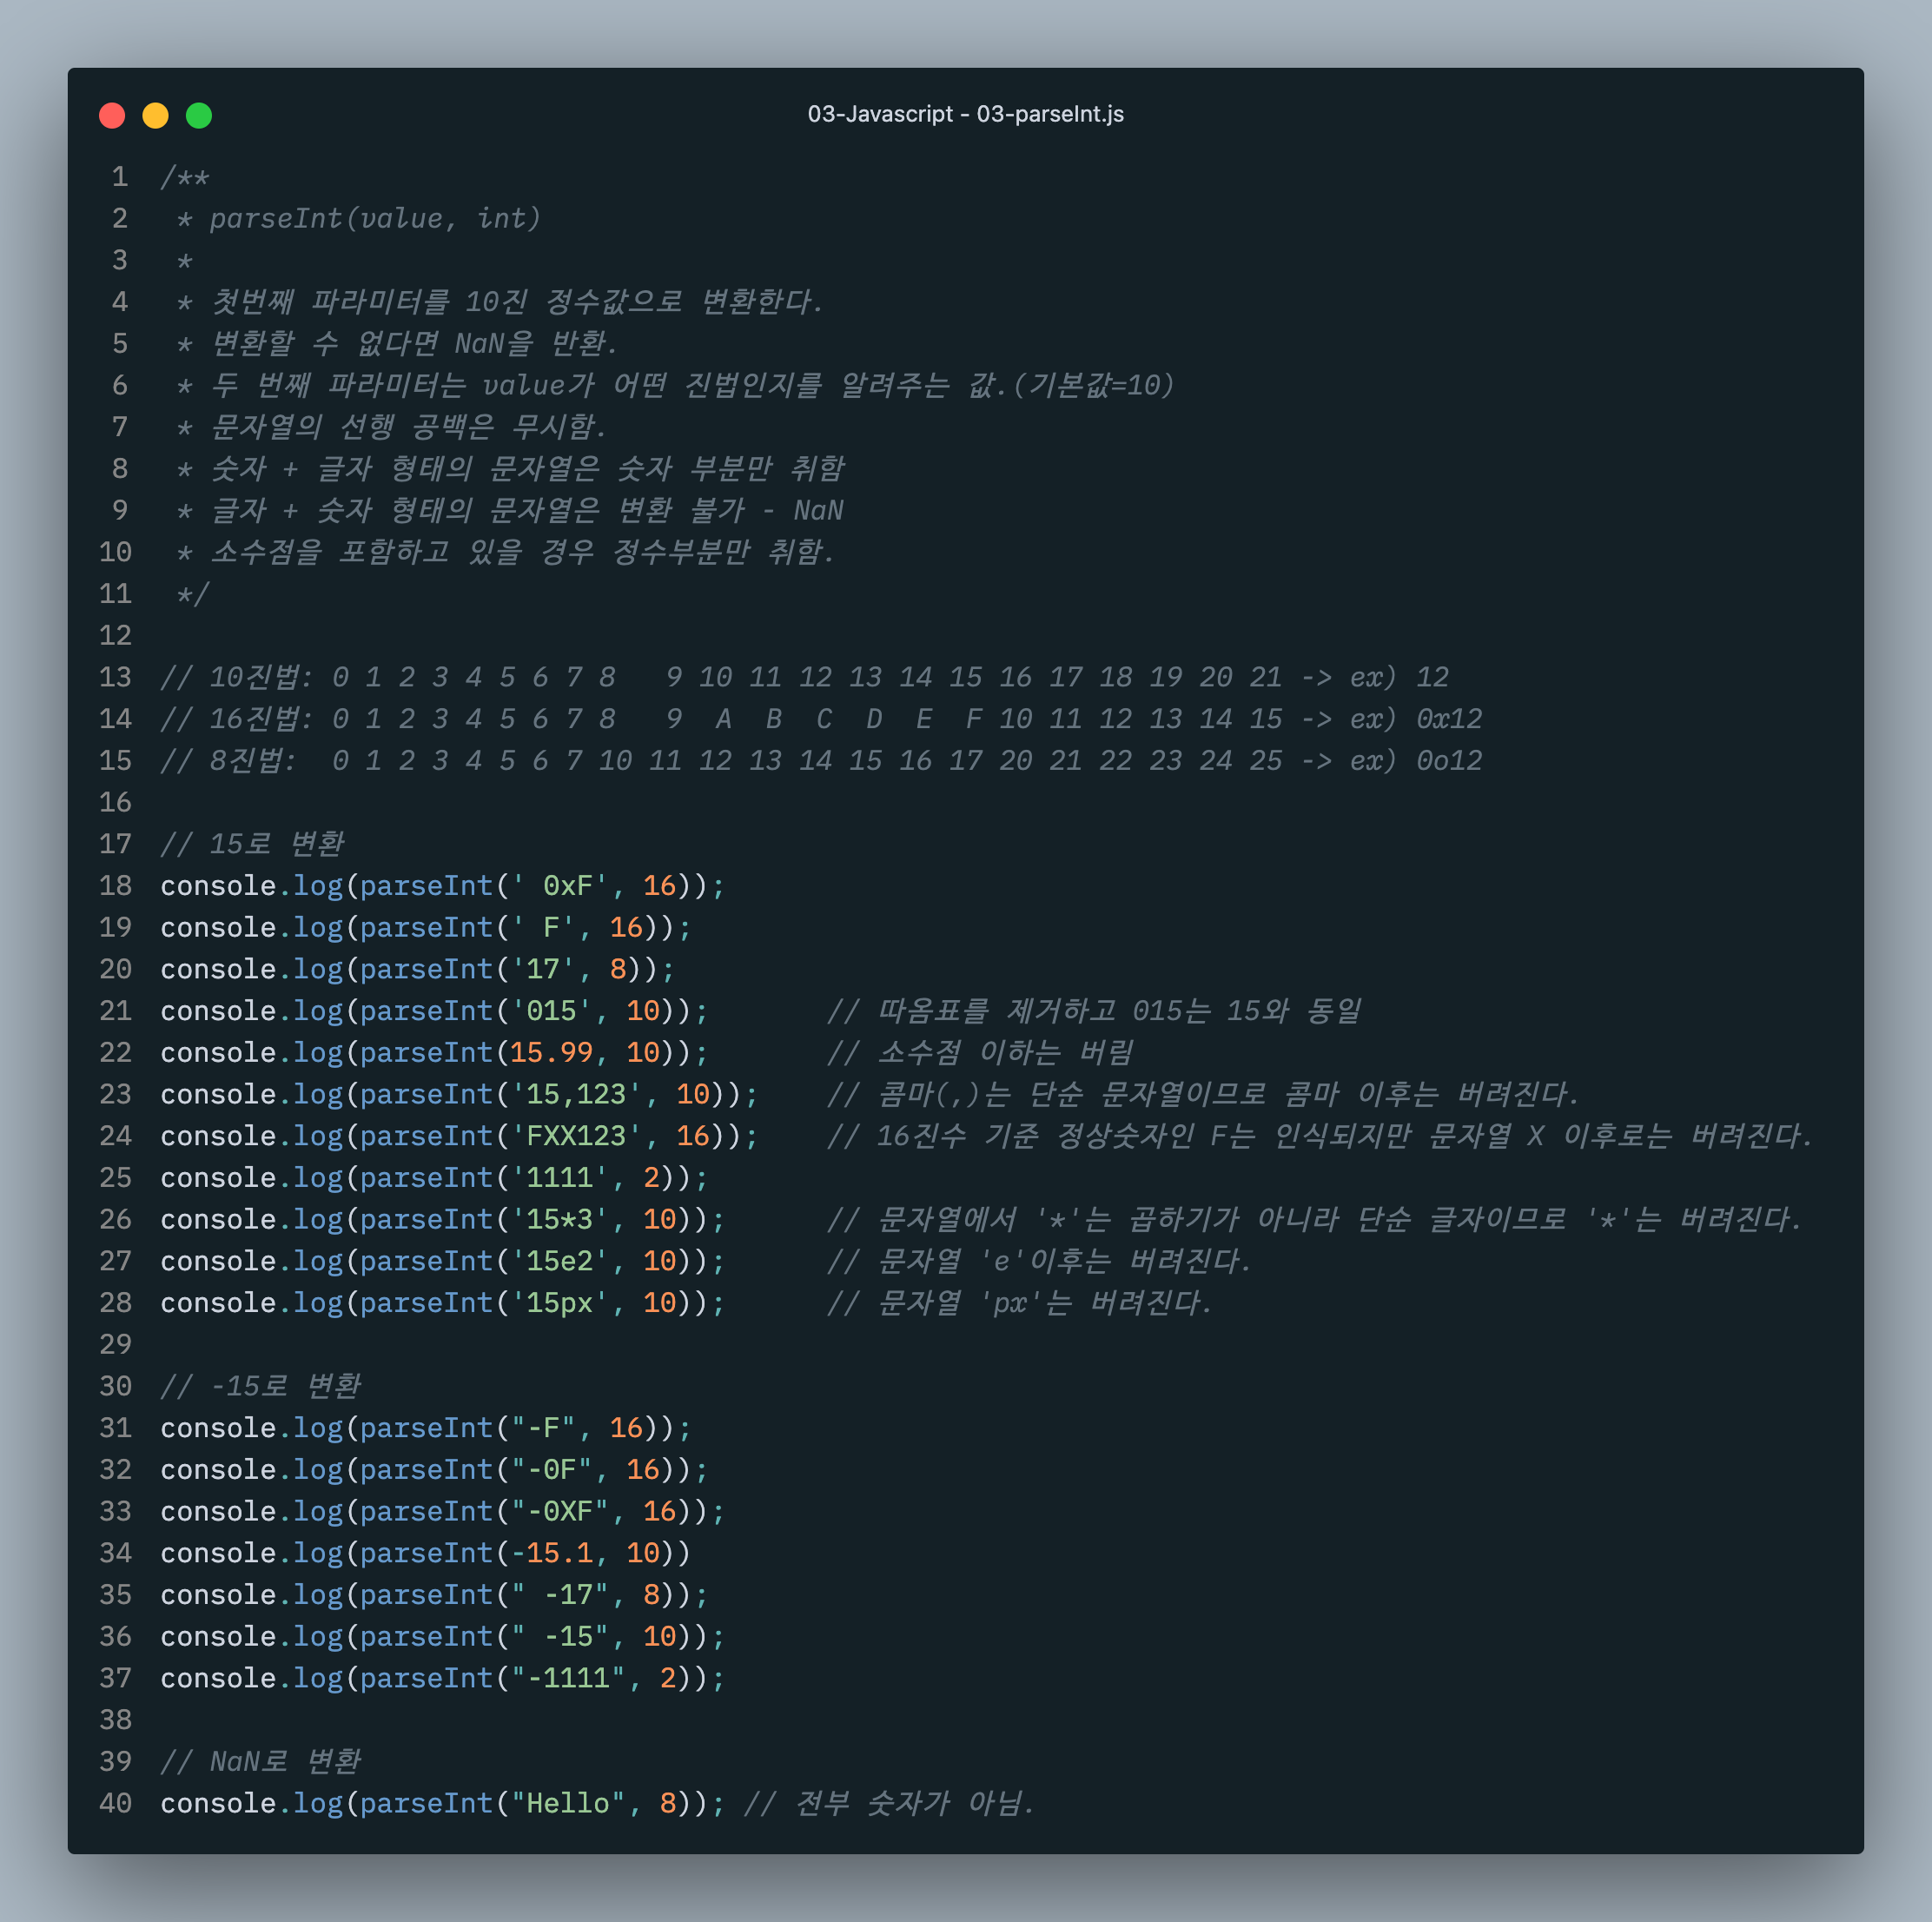 03-Javascript - 03-parseInt.js
1 /**
2  * parseInt(value, int)
3  *
4  * 첫번째 파라미터를 10진 정수값으로 변환한다.
5  * 변환할 수 없다면 NaN을 반환.
6  * 두 번째 파라미터는 value가 어떤 진법인지를 알려주는 값.(기본값=10)
7  * 문자열의 선행 공백은 무시함.
8  * 숫자 + 글자 형태의 문자열은 숫자 부분만 취함
9  * 글자 + 숫자 형태의 문자열은 변환 불가 - NaN
10  * 소수점을 포함하고 있을 경우 정수부분만 취함.
11  */
12
13 // 10진법: 0 1 2 3 4 5 6 7 8   9 10 11 12 13 14 15 16 17 18 19 20 21 -> ex) 12
14 // 16진법: 0 1 2 3 4 5 6 7 8   9  A  B  C  D  E  F 10 11 12 13 14 15 -> ex) 0x12
15 // 8진법:  0 1 2 3 4 5 6 7 10 11 12 13 14 15 16 17 20 21 22 23 24 25 -> ex) 0o12
16
17 // 15로 변환
18 console.log(parseInt(' 0xF', 16));
19 console.log(parseInt(' F', 16));
20 console.log(parseInt('17', 8));
21 console.log(parseInt('015', 10));       // 따옴표를 제거하고 015는 15와 동일
22 console.log(parseInt(15.99, 10));       // 소수점 이하는 버림
23 console.log(parseInt('15,123', 10));    // 콤마(,)는 단순 문자열이므로 콤마 이후는 버려진다.
24 console.log(parseInt('FXX123', 16));    // 16진수 기준 정상숫자인 F는 인식되지만 문자열 X 이후로는 버려진다.
25 console.log(parseInt('1111', 2));
26 console.log(parseInt('15*3', 10));      // 문자열에서 '*'는 곱하기가 아니라 단순 글자이므로 '*'는 버려진다.
27 console.log(parseInt('15e2', 10));      // 문자열 'e'이후는 버려진다.
28 console.log(parseInt('15px', 10));      // 문자열 'px'는 버려진다.
29
30 // -15로 변환
31 console.log(parseInt("-F", 16));
32 console.log(parseInt("-0F", 16));
33 console.log(parseInt("-0XF", 16));
34 console.log(parseInt(-15.1, 10))
35 console.log(parseInt(" -17", 8));
36 console.log(parseInt(" -15", 10));
37 console.log(parseInt("-1111", 2));
38
39 // NaN로 변환
40 console.log(parseInt("Hello", 8)); // 전부 숫자가 아님.